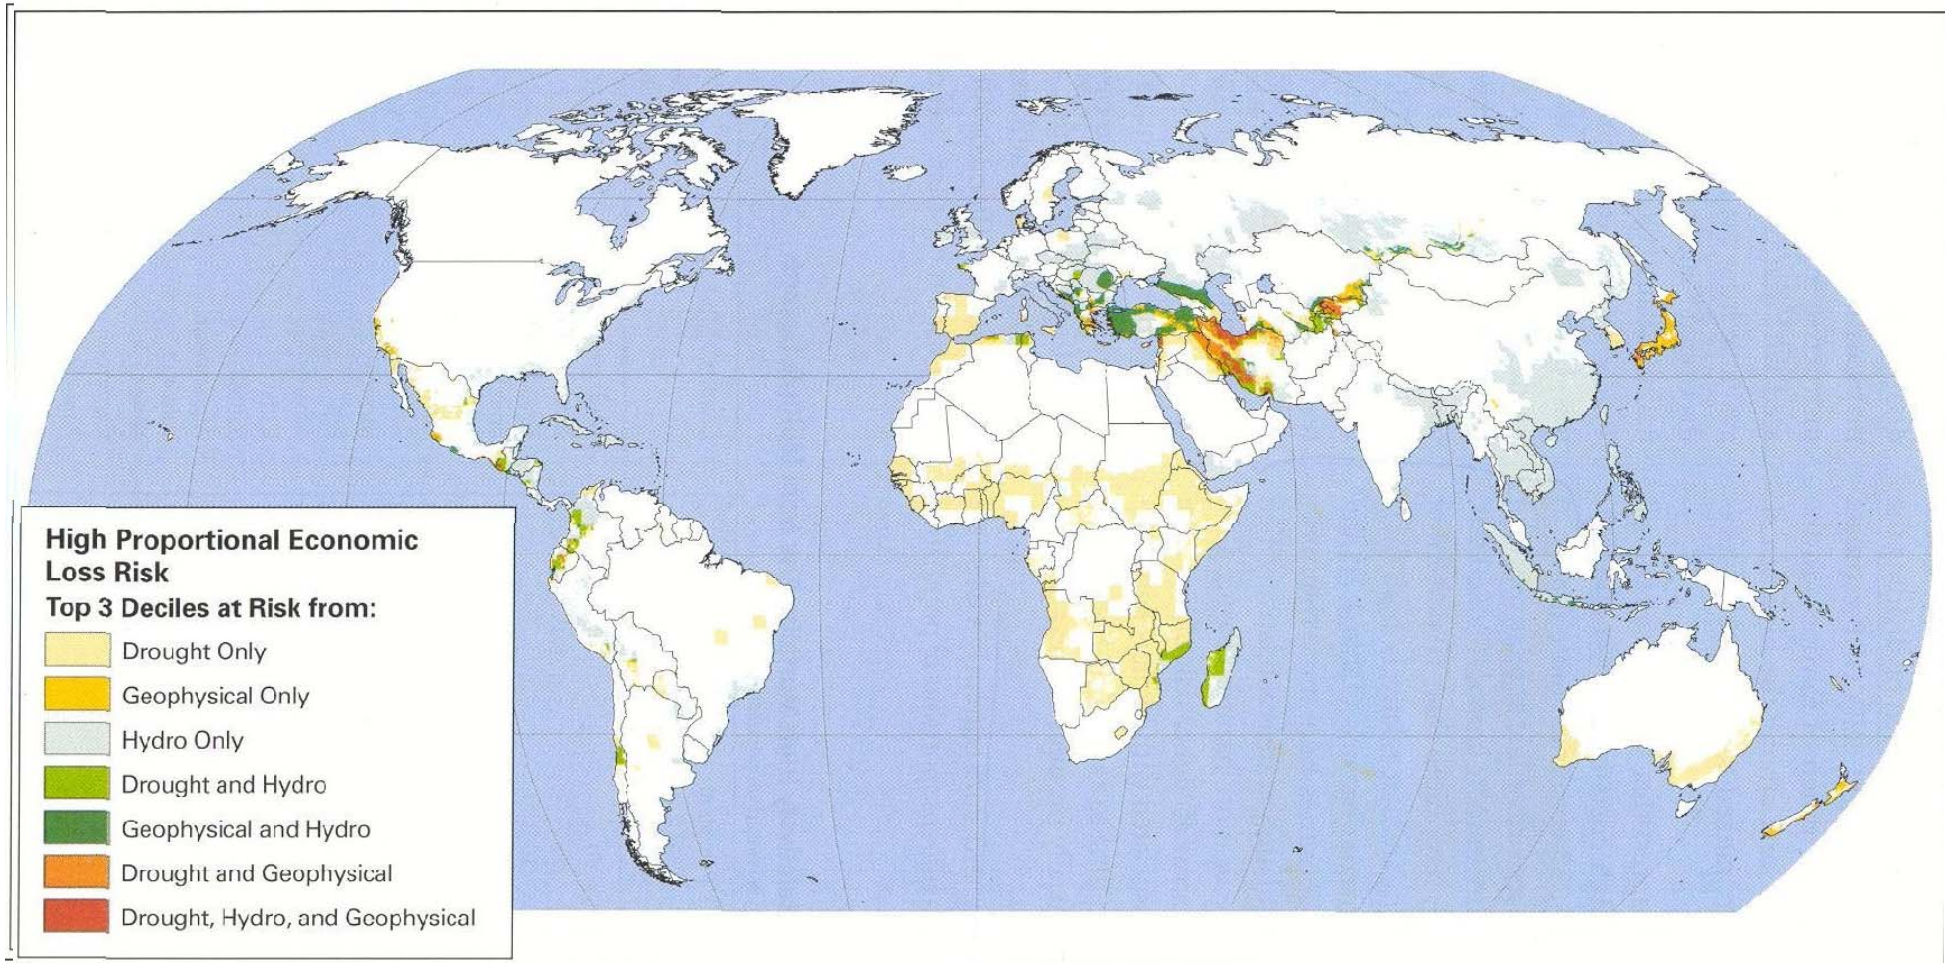 High Proportional Economic
Loss Risk
Top 3 Deciles at Risk from:
Drought Only
Geophysical Only
Hydro Only
Drought and Hydro
Geophysical and Hydro
Drought and Geophysical
Drought, Hydro, and Geophysical